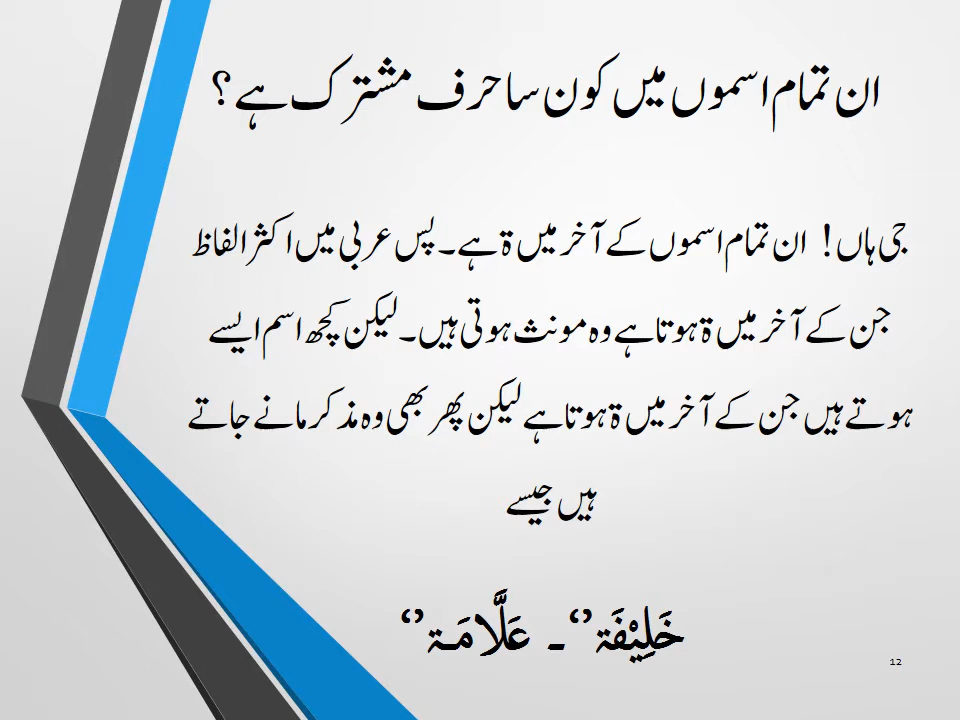 ان تمام اسموں میں کون سا حرف مشترک ہے؟
جی ہاں! ان تمام اسموں کے آخر میں ۃ ہے۔ پس عربی میں اکثر الفاظ
جن کے آخر میں ۃ ہوتا ہے وہ مونث ہوتی ہیں۔ لیکن کچھ اسم ایسے
ہوتے ہیں جن کے آخر میں ۃ ہوتا ہے لیکن پھر بھی وہ مذکر مانے جاتے
ہیں جیسے
خَلِیْفَۃ‘’۔ عَلَّامَۃ‘’
12